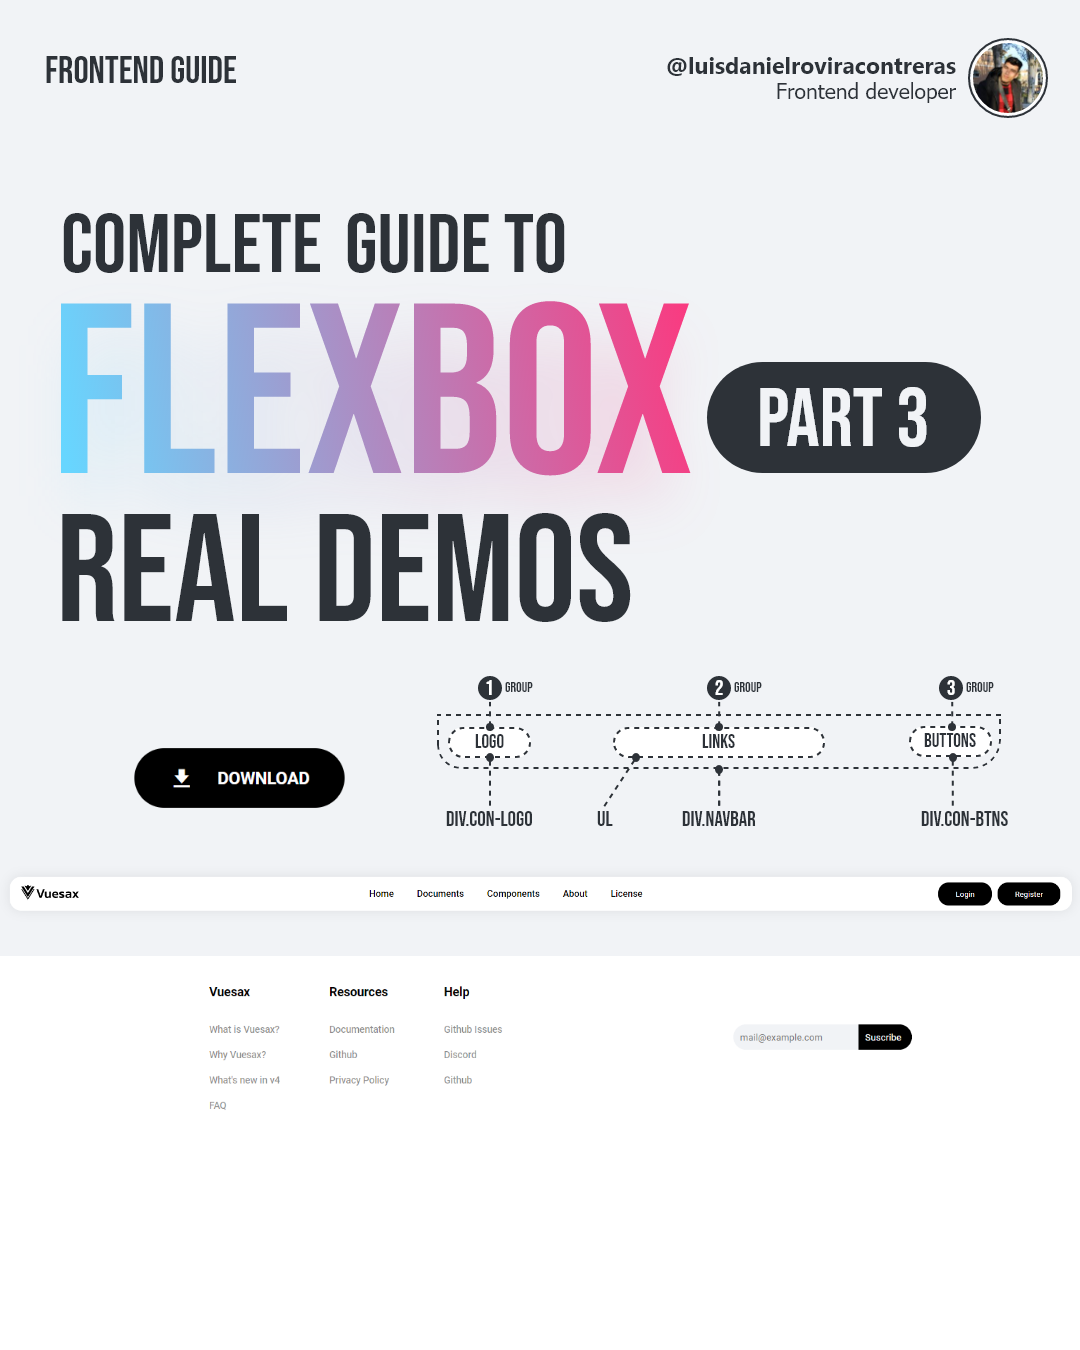 FRONTEND GUIDE
@luisdanielroviracontreras
Frontend developer
COMPLETE GUIDE TO
FLEXBOX
PART 3
REAL DEMOS
1 GROUP
2 GROUP
3 GROUP
LOGO
LINKS
BUTTONS
DOWNLOAD
DIV.CON-LOGO
UL
DIV.NAVBAR
DIV.CON-BTNS
Vuesax
Home Documents Components About License
Login Register
Vuesax
What is Vuesax?
Why Vuesax?
What's new in v4
FAQ
Resources
Documentation
Github
Privacy Policy
Help
Github Issues
Discord
Github
mail@example.com Suscribe